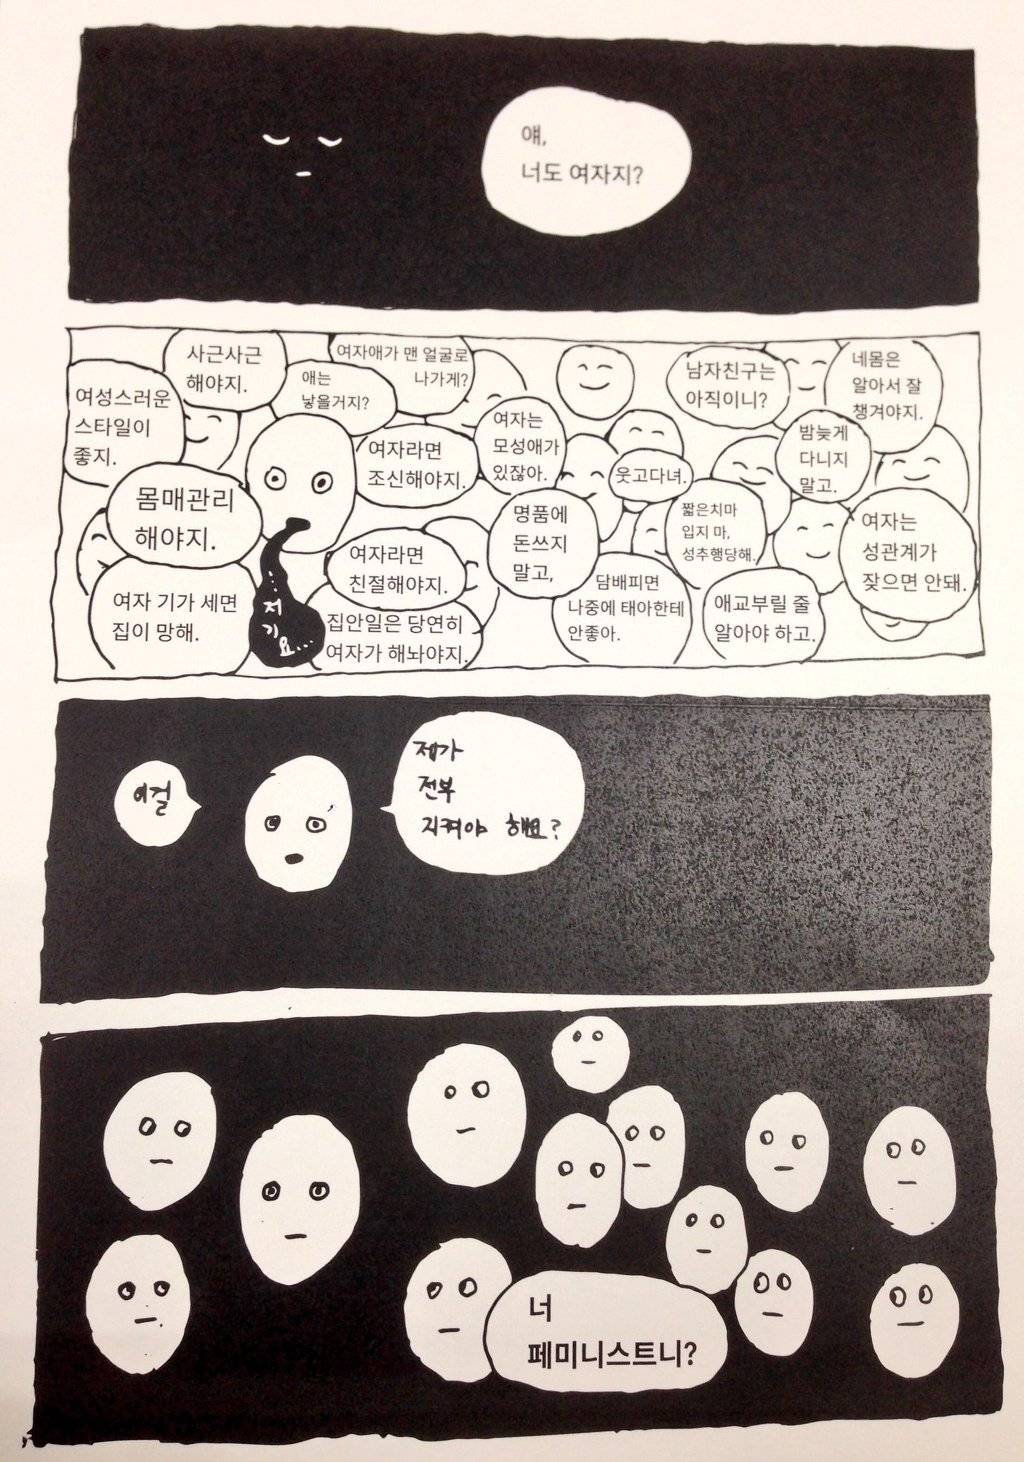 얘,
너도 여자지?
사근사근
해야지.
여자애가 맨 얼굴로
나가게?
여성스러운
스타일이
좋지.
얘는
낳을거지?
남자친구는
아직이니?
네몸은
알아서 잘
챙겨야지.
여자라면
조신해야지.
여자는
모성애가
있잖아.
웃고다녀.
밤늦게
다니지
말고.
몸매관리
해야지.
명품에
돈쓰지
말고,
짧은치마
입지 마,
성추행당해.
여자는
성관계가
잦으면 안돼.
여자라면
친절해야지.
여자 기가 세면
집이 망해.
저
기
요...
집안일은 당연히
여자가 해놔야지.
담배피면
나중에 태아한테
안좋아.
애교부릴 줄
알아야 하고.
이걸
제가
전부
지켜야 해요?
너
페미니스트니?